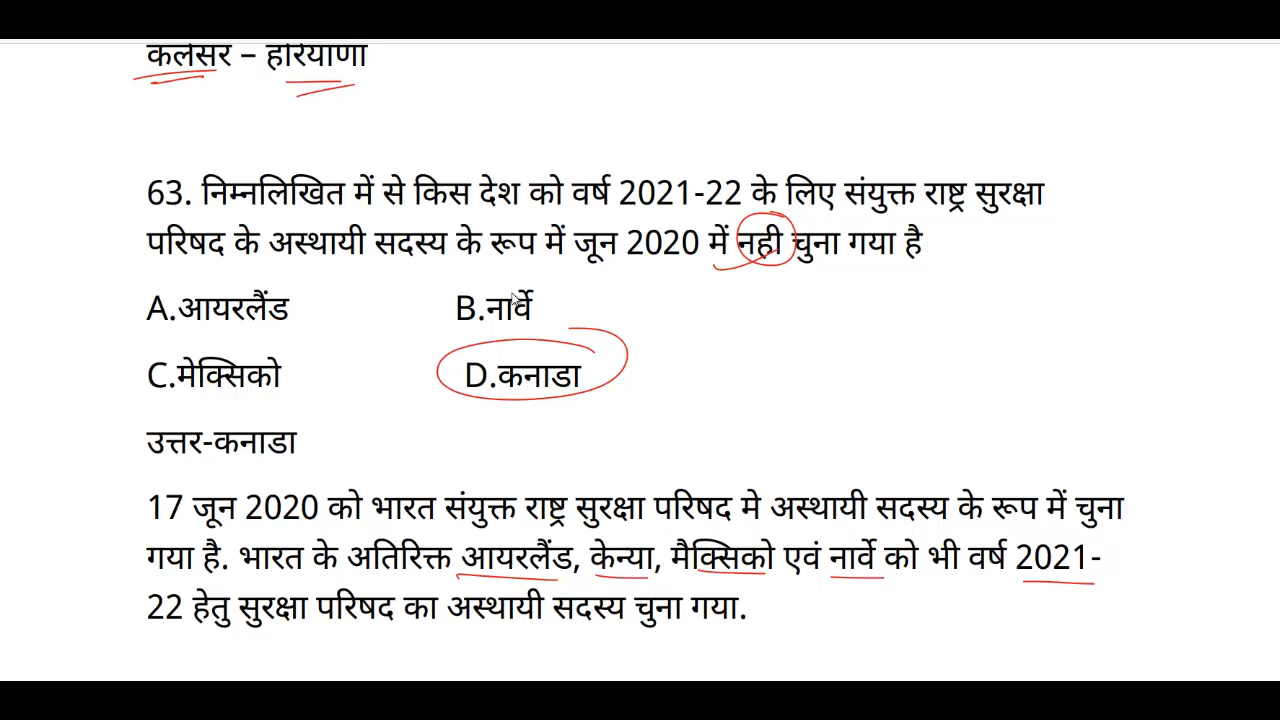 कलेसर – हरियाणा
63. निम्नलिखित में से किस देश को वर्ष 2021-22 के लिए संयुक्त राष्ट्र सुरक्षा
परिषद के अस्थायी सदस्य के रूप में जून 2020 में नही चुना गया है
A.आयरलैंड B.नार्वे
C.मेक्सिको D.कनाडा
उत्तर-कनाडा
17 जून 2020 को भारत संयुक्त राष्ट्र सुरक्षा परिषद मे अस्थायी सदस्य के रूप में चुना
गया है. भारत के अतिरिक्त आयरलैंड, केन्या, मैक्सिको एवं नार्वे को भी वर्ष 2021-
22 हेतु सुरक्षा परिषद का अस्थायी सदस्य चुना गया.